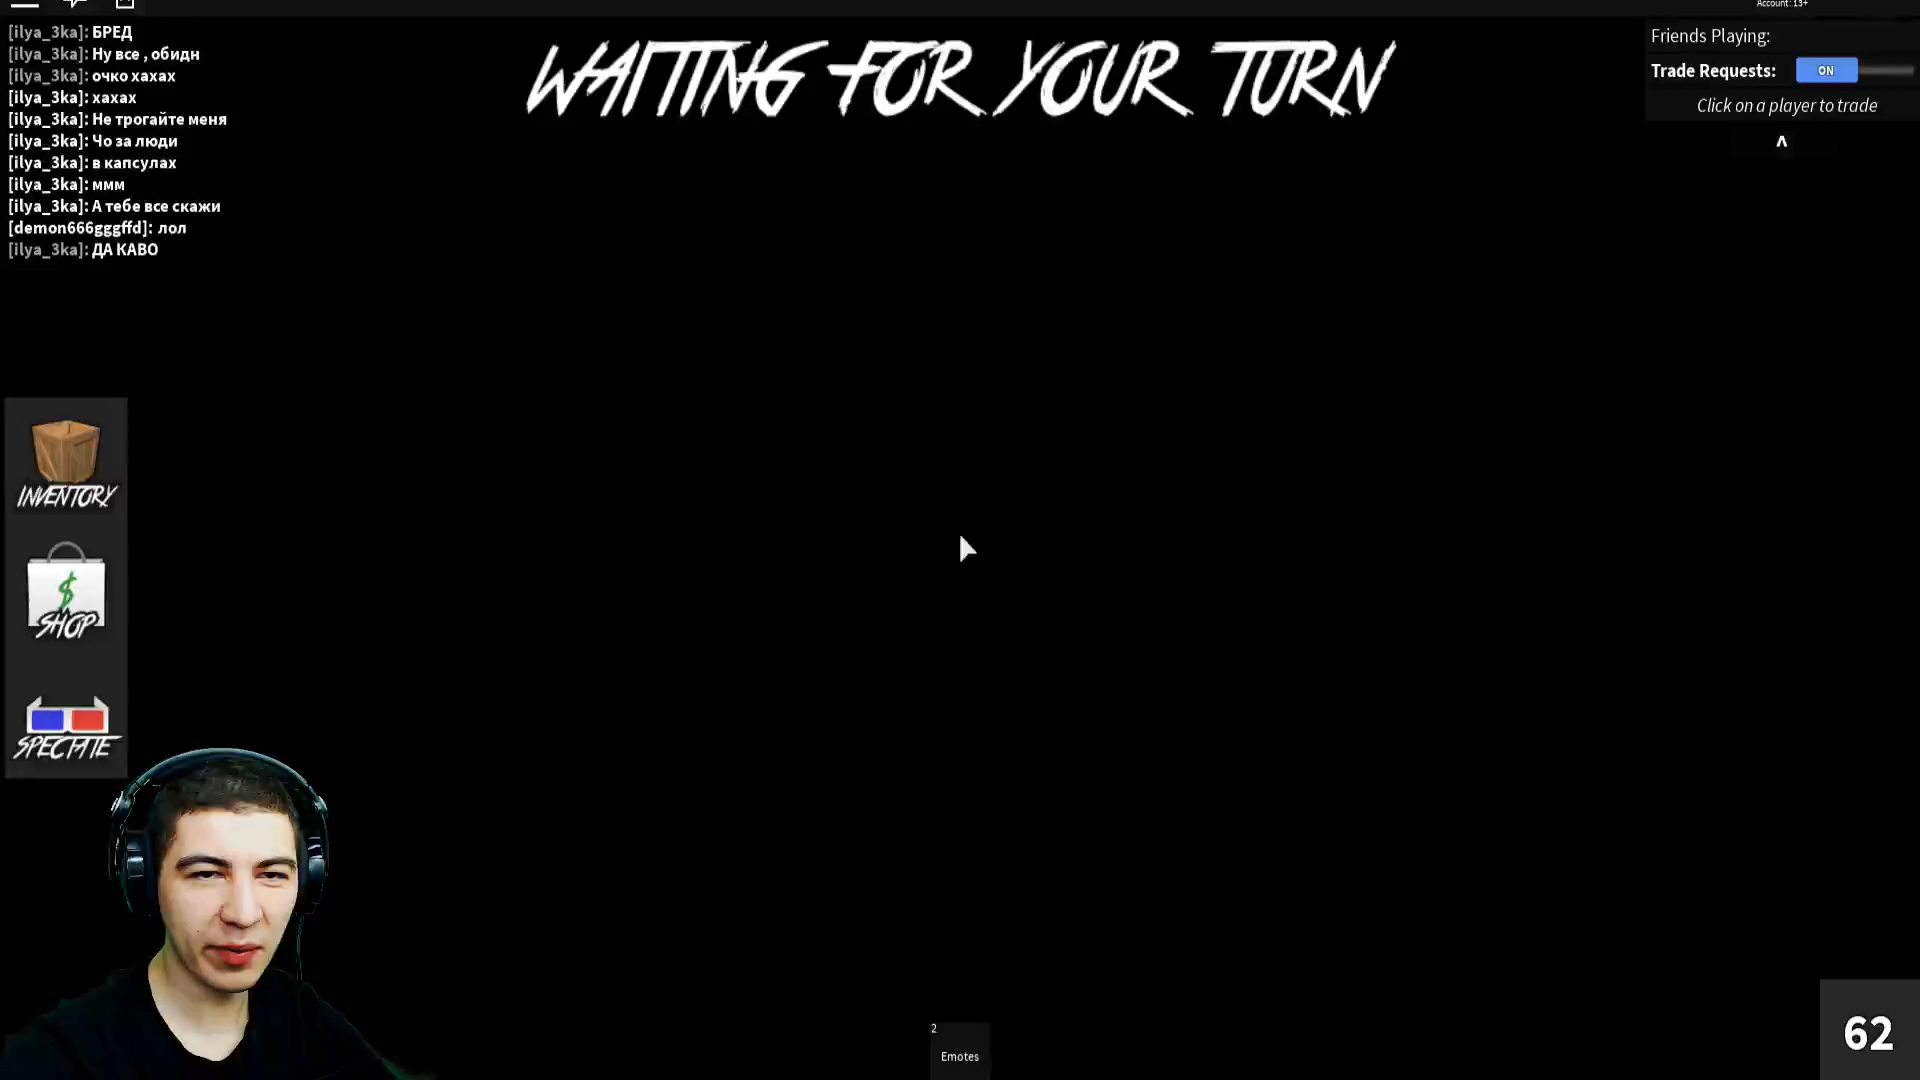 Account: 13+
[ilya_3ka]: БРЕД
[ilya_3ka]: Ну все , обидн
[ilya_3ka]: очко хахах
[ilya_3ka]: хахах
[ilya_3ka]: Не трогайте меня
[ilya_3ka]: Чо за люди
[ilya_3ka]: в капсулах
[ilya_3ka]: ммм
[ilya_3ka]: А тебе все скажи
[demon666gggffd]: лол
[ilya_3ka]: ДА КАВО
WAITING FOR YOUR TURN
Friends Playing:
Trade Requests: ON
Click on a player to trade
INVENTORY
$
SHOP
SPECTATE
2
Emotes
62